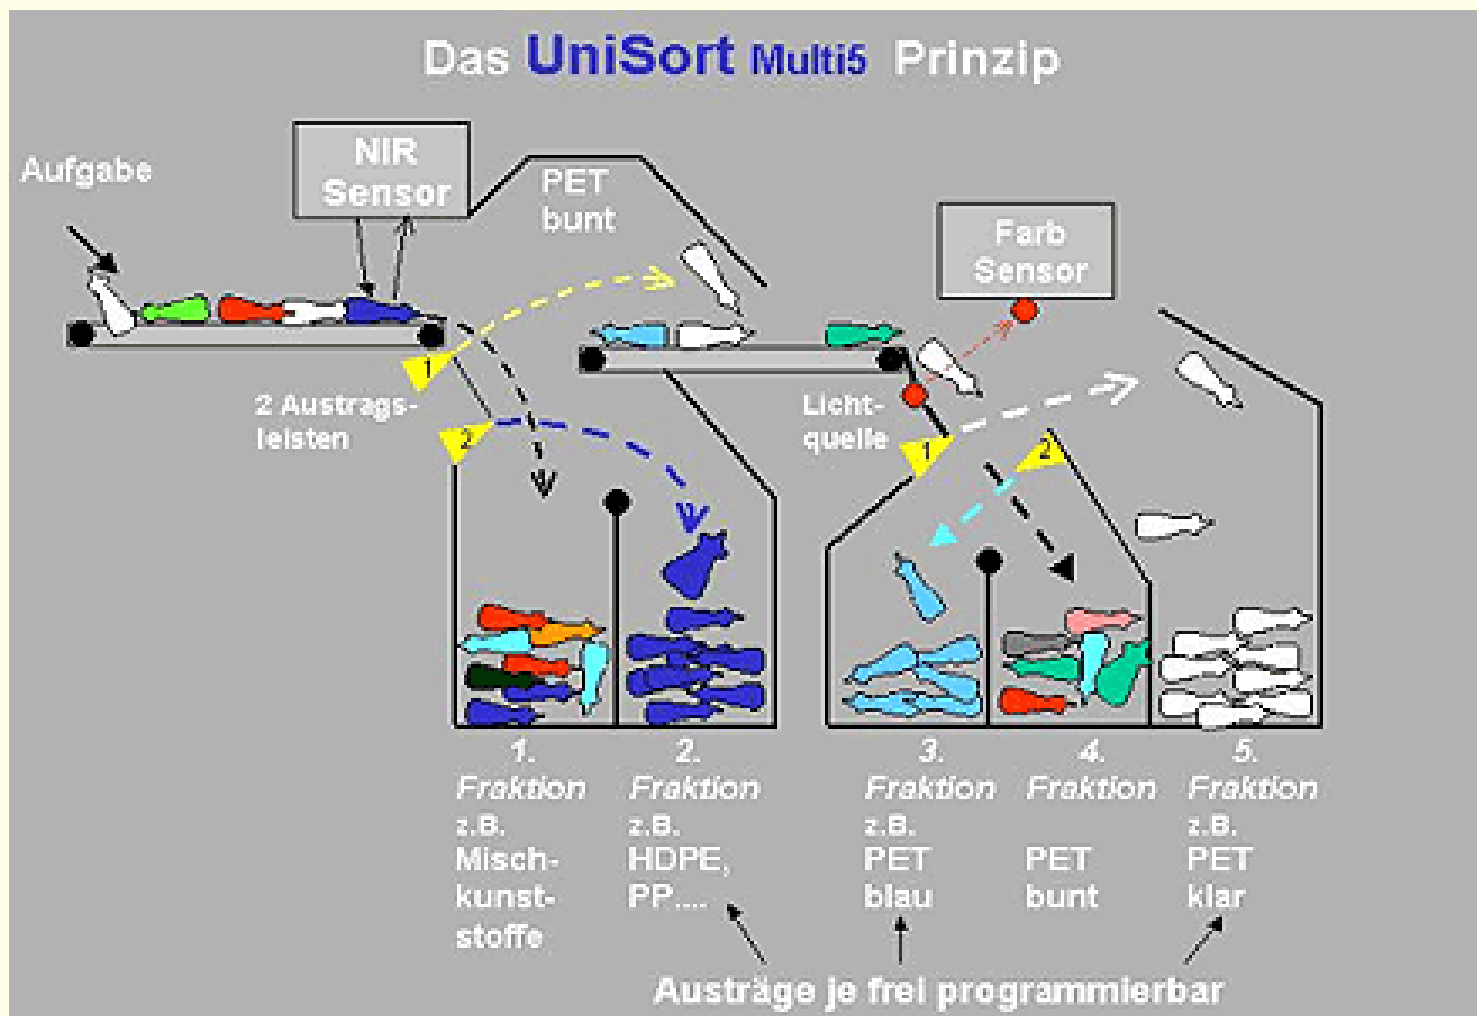 Das UniSort Multi5 Prinzip
Aufgabe
NIR
Sensor
PET
bunt
Farb
Sensor
1
2 Austrags-
leisten
2
Licht-
quelle
1
2
1.
Fraktion
z.B.
Misch-
kunst-
stoffe
2.
Fraktion
z.B.
HDPE,
PP....
3.
Fraktion
z.B.
PET
blau
4.
Fraktion
PET
bunt
5.
Fraktion
z.B.
PET
klar
Austräge je frei programmierbar